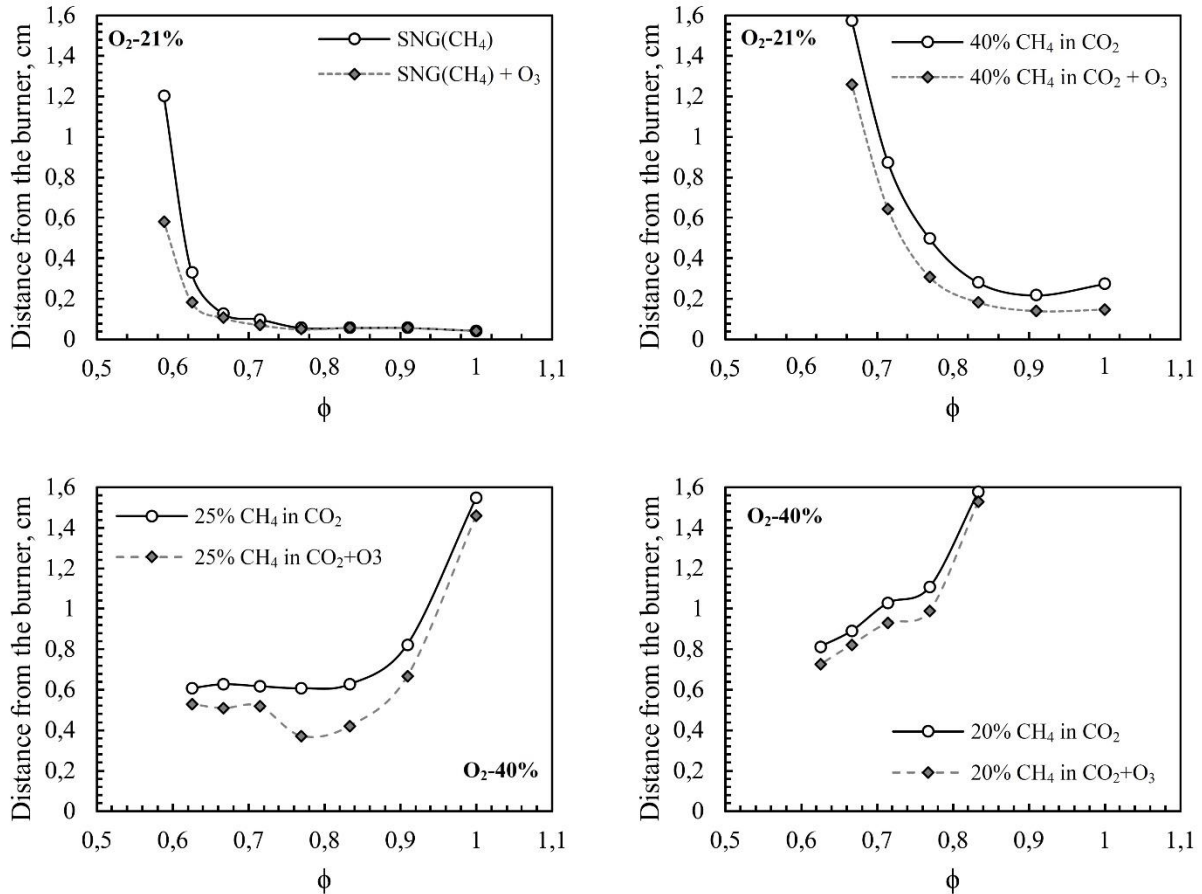 Distance from the burner, cm
1,6
1,4
1,2
1
0,8
0,6
0,4
0,2
0
O₂-21%
SNG(CH₄)
SNG(CH₄) + O₃
0,5 0,6 0,7 0,8 0,9 1 1,1
ϕ
Distance from the burner, cm
1,6
1,4
1,2
1
0,8
0,6
0,4
0,2
0
O₂-21%
40% CH₄ in CO₂
40% CH₄ in CO₂ + O₃
0,5 0,6 0,7 0,8 0,9 1 1,1
ϕ
Distance from the burner, cm
1,6
1,4
1,2
1
0,8
0,6
0,4
0,2
0
25% CH₄ in CO₂
25% CH₄ in CO₂+O3
O₂-40%
0,5 0,6 0,7 0,8 0,9 1 1,1
ϕ
Distance from the burner, cm
1,6
1,4
1,2
1
0,8
0,6
0,4
0,2
0
O₂-40%
20% CH₄ in CO₂
20% CH₄ in CO₂+O₃
0,5 0,6 0,7 0,8 0,9 1 1,1
ϕ